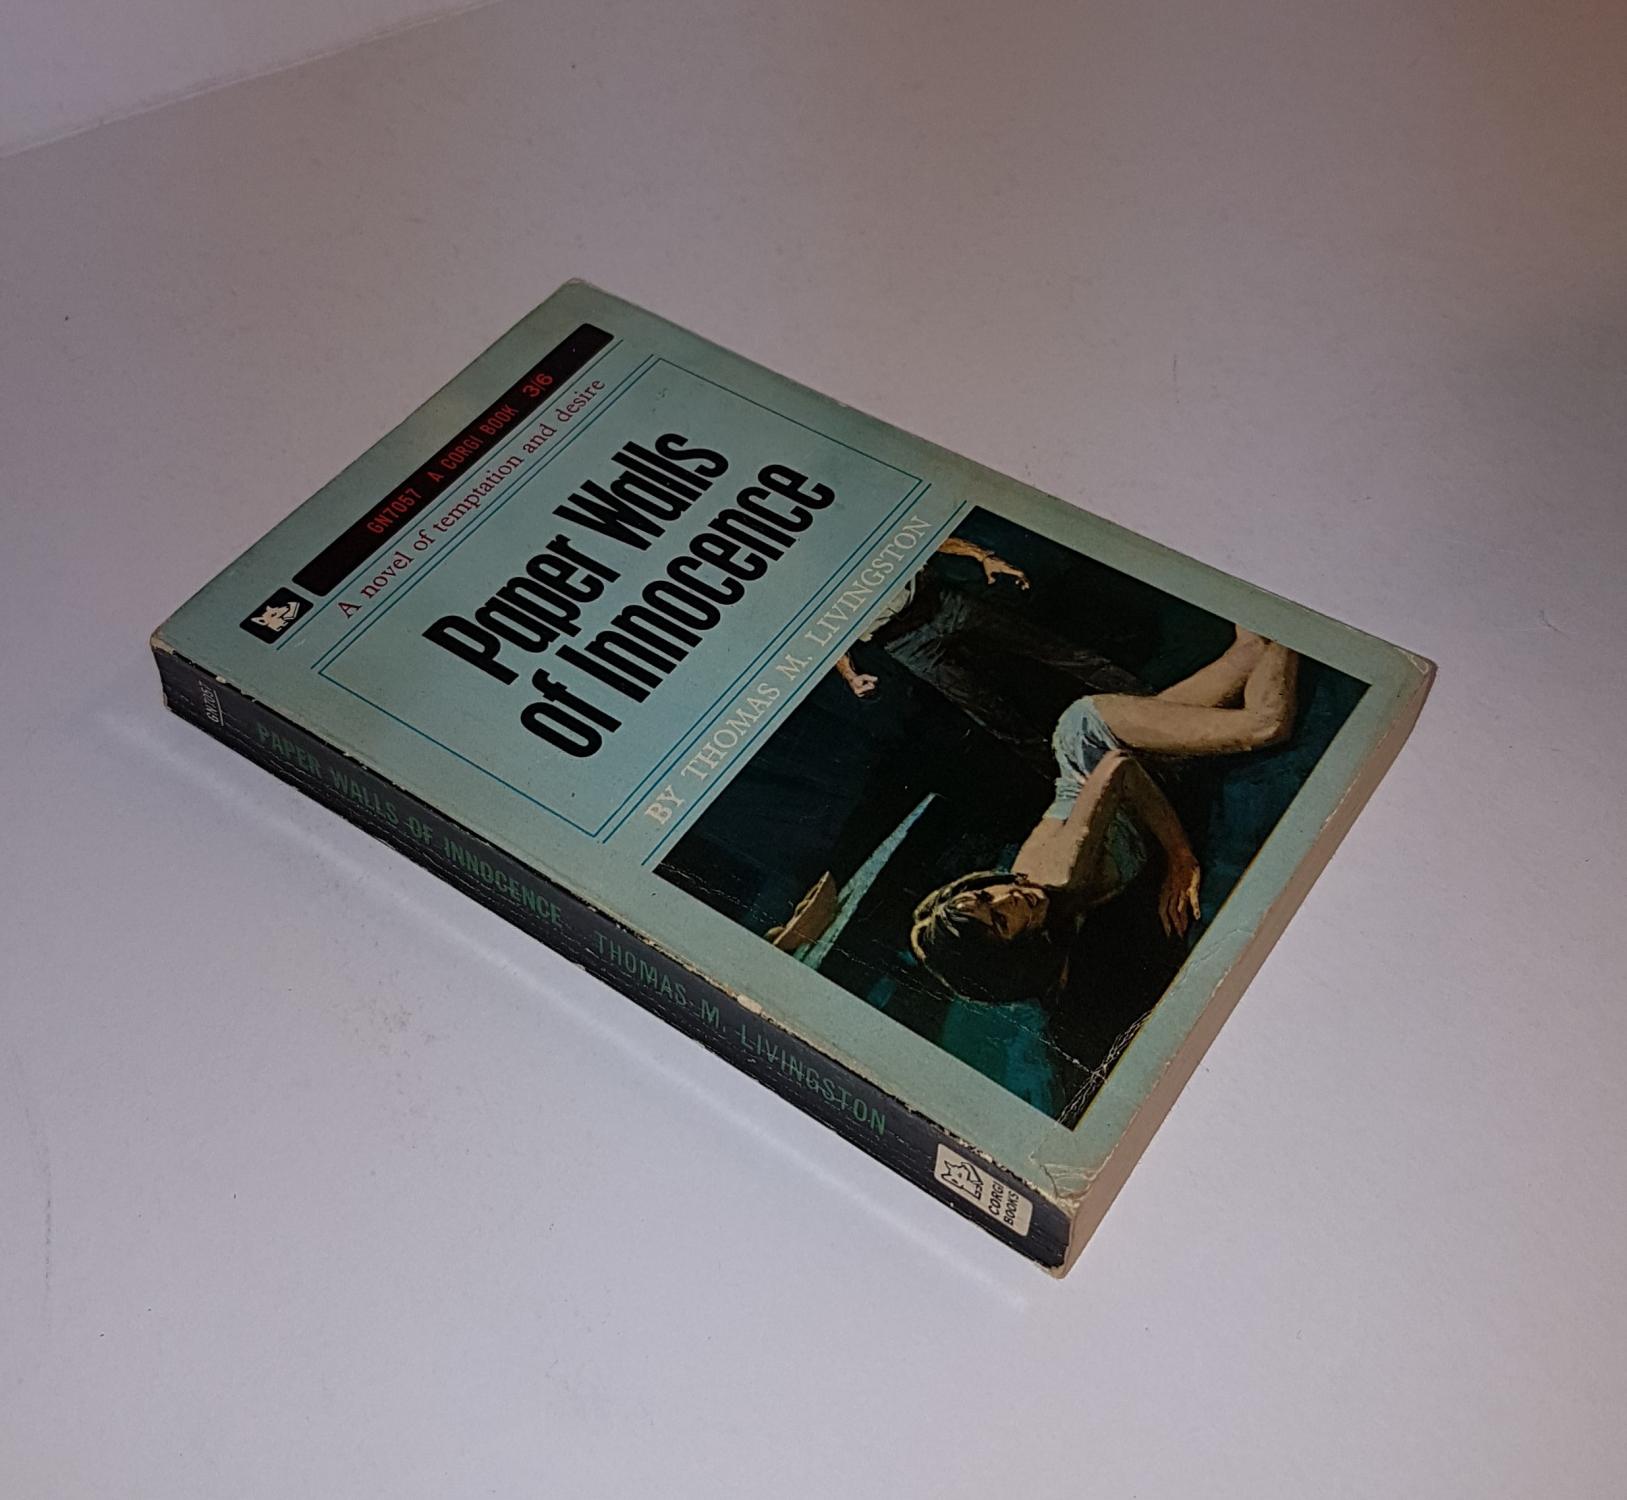 GN7057 A CORGI BOOK 3/6
A novel of temptation and desire
Paper Walls
of Innocence
BY THOMAS M. LIVINGSTON
GN7057
PAPER WALLS OF INNOCENCE THOMAS M. LIVINGSTON
CORGI
BOOKS